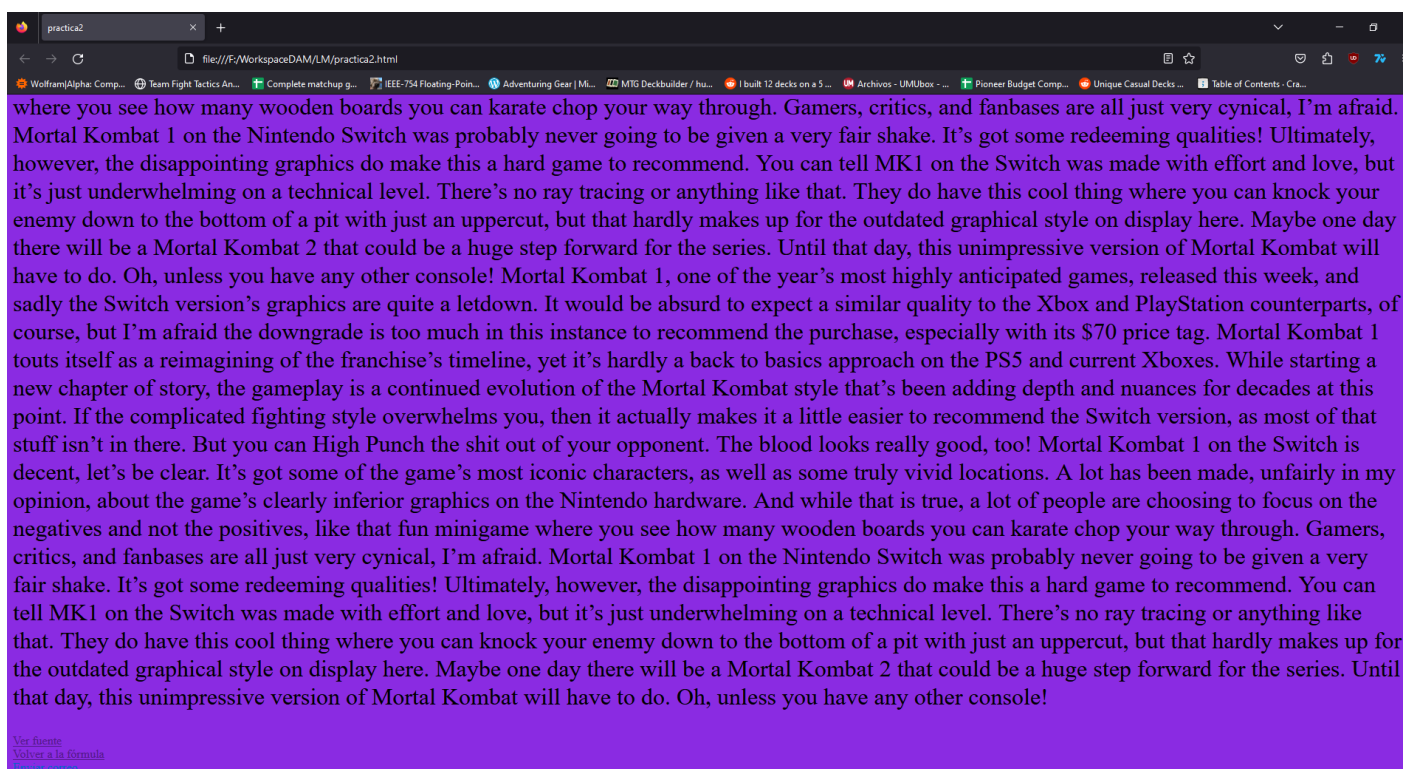 practica2
file:///F:/WorkspaceDAM/LM/practica2.html
Wolfram|Alpha: Comp... Team Fight Tactics An... Complete matchup g... IEEE-754 Floating-Poin... Adventuring Gear | Mi... MTG Deckbuilder / hu... I built 12 decks on a 5 ... Archivos - UMUbox - ... Pioneer Budget Comp... Unique Casual Decks ... Table of Contents - Cra...
where you see how many wooden boards you can karate chop your way through. Gamers, critics, and fanbases are all just very cynical, I’m afraid.
Mortal Kombat 1 on the Nintendo Switch was probably never going to be given a very fair shake. It’s got some redeeming qualities! Ultimately,
however, the disappointing graphics do make this a hard game to recommend. You can tell MK1 on the Switch was made with effort and love, but
it’s just underwhelming on a technical level. There’s no ray tracing or anything like that. They do have this cool thing where you can knock your
enemy down to the bottom of a pit with just an uppercut, but that hardly makes up for the outdated graphical style on display here. Maybe one day
there will be a Mortal Kombat 2 that could be a huge step forward for the series. Until that day, this unimpressive version of Mortal Kombat will
have to do. Oh, unless you have any other console! Mortal Kombat 1, one of the year’s most highly anticipated games, released this week, and
sadly the Switch version’s graphics are quite a letdown. It would be absurd to expect a similar quality to the Xbox and PlayStation counterparts, of
course, but I’m afraid the downgrade is too much in this instance to recommend the purchase, especially with its $70 price tag. Mortal Kombat 1
touts itself as a reimagining of the franchise’s timeline, yet it’s hardly a back to basics approach on the PS5 and current Xboxes. While starting a
new chapter of story, the gameplay is a continued evolution of the Mortal Kombat style that’s been adding depth and nuances for decades at this
point. If the complicated fighting style overwhelms you, then it actually makes it a little easier to recommend the Switch version, as most of that
stuff isn’t in there. But you can High Punch the shit out of your opponent. The blood looks really good, too! Mortal Kombat 1 on the Switch is
decent, let’s be clear. It’s got some of the game’s most iconic characters, as well as some truly vivid locations. A lot has been made, unfairly in my
opinion, about the game’s clearly inferior graphics on the Nintendo hardware. And while that is true, a lot of people are choosing to focus on the
negatives and not the positives, like that fun minigame where you see how many wooden boards you can karate chop your way through. Gamers,
critics, and fanbases are all just very cynical, I’m afraid. Mortal Kombat 1 on the Nintendo Switch was probably never going to be given a very
fair shake. It’s got some redeeming qualities! Ultimately, however, the disappointing graphics do make this a hard game to recommend. You can
tell MK1 on the Switch was made with effort and love, but it’s just underwhelming on a technical level. There’s no ray tracing or anything like
that. They do have this cool thing where you can knock your enemy down to the bottom of a pit with just an uppercut, but that hardly makes up for
the outdated graphical style on display here. Maybe one day there will be a Mortal Kombat 2 that could be a huge step forward for the series. Until
that day, this unimpressive version of Mortal Kombat will have to do. Oh, unless you have any other console!
Ver fuente
Volver a la fórmula